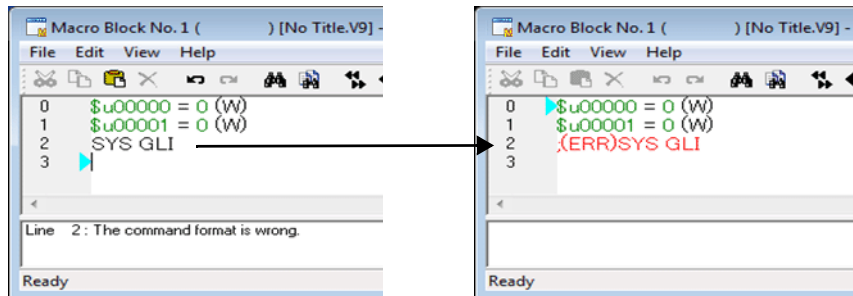 Macro Block No. 1 ( ) [No Title.V9] -
File Edit View Help
0 $u00000 = 0 (W)
1 $u00001 = 0 (W)
2 SYS GLI
3
Line 2 : The command format is wrong.
Ready
Macro Block No. 1 ( ) [No Title.V9] -
File Edit View Help
0 $u00000 = 0 (W)
1 $u00001 = 0 (W)
2 ;(ERR)SYS GLI
3
Ready